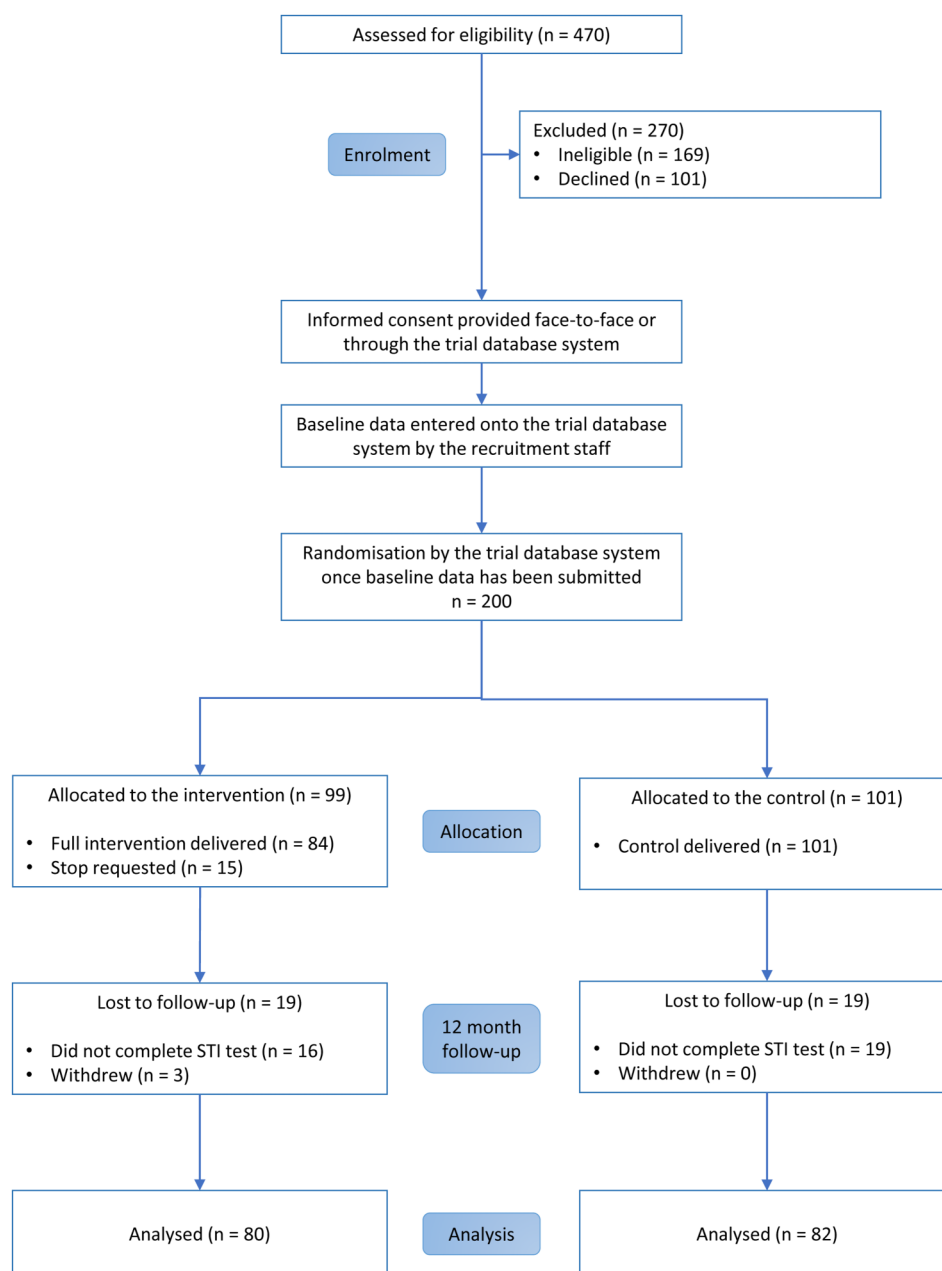 Assessed for eligibility (n = 470)
Enrolment
Excluded (n = 270)
• Ineligible (n = 169)
• Declined (n = 101)
Informed consent provided face-to-face or
through the trial database system
Baseline data entered onto the trial database
system by the recruitment staff
Randomisation by the trial database system
once baseline data has been submitted
n = 200
Allocated to the intervention (n = 99)
• Full intervention delivered (n = 84)
• Stop requested (n = 15)
Allocation
Allocated to the control (n = 101)
• Control delivered (n = 101)
Lost to follow-up (n = 19)
• Did not complete STI test (n = 16)
• Withdrew (n = 3)
12 month
follow-up
Lost to follow-up (n = 19)
• Did not complete STI test (n = 19)
• Withdrew (n = 0)
Analysed (n = 80)
Analysis
Analysed (n = 82)